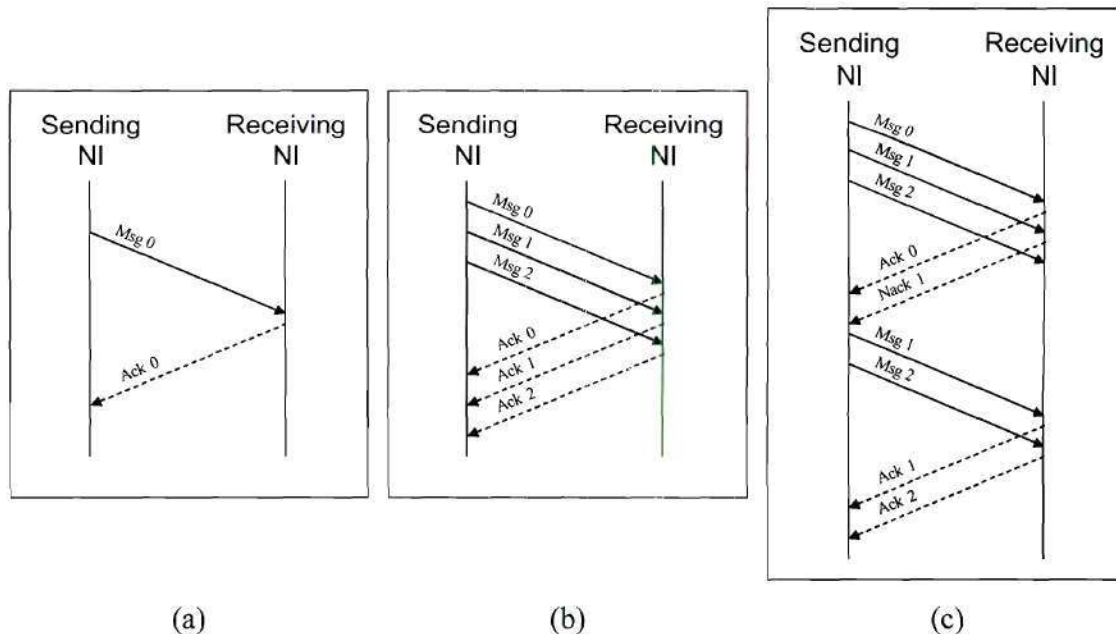 Sending Receiving
NI NI
Msg 0
Ack 0
(a)
Sending Receiving
NI NI
Msg 0
Msg 1
Msg 2
Ack 0
Ack 1
Ack 2
(b)
Sending Receiving
NI NI
Msg 0
Msg 1
Msg 2
Ack 0
Nack 1
Msg 1
Msg 2
Ack 1
Ack 2
(c)